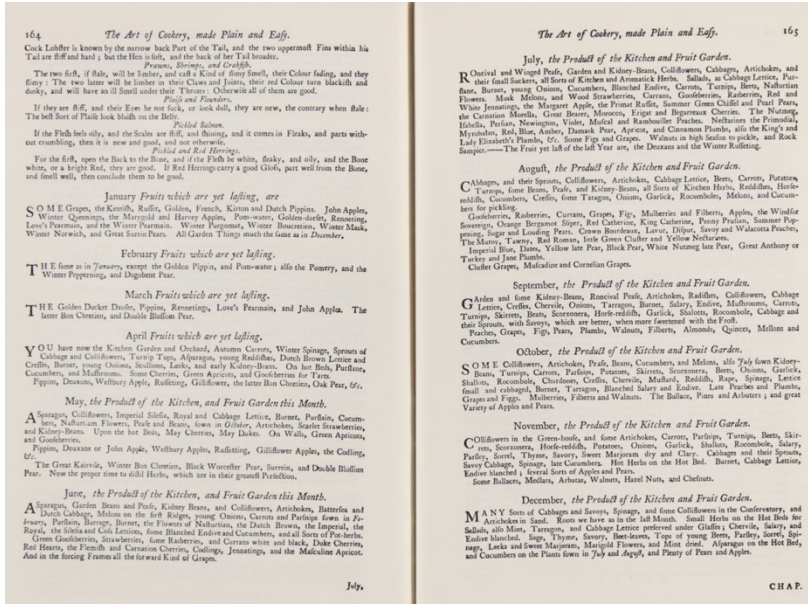 164 The Art of Cookery, made Plain and Easy.
Cock Lobster is known by the narrow back Part of the Tail, and the two uppermost Fins within his
Tail are stiff and hard; but the Hen is soft, and the back of her Tail broader.
Prawns, Shrimps, and Crabfish.
The two first, if stale, will be limber, and cast a Kind of slimy Smell, their Colour fading, and they
slimy: The two latter will be limber in their Claws and Joints, their red Colour turn blackish and
dusky, and will have an ill Smell under their Throats: Otherwise all of them are good.
Plaise and Flounders.
If they are stiff, and their Eyes be not suck, or look dull, they are new, the contrary when stale:
The best Sort of Plaise look bluish on the Belly.
Pickled Salmon.
If the Flesh feels oily, and the Scales are stiff, and shining, and it comes in Fleaks, and parts with-
out crumbling, then it is new and good, and not otherwise.
Pickled and Red Herrings.
For the first, open the Back to the Bone, and if the Flesh be white, fleaky, and oily, and the Bone
white, or a bright Red, they are good. If Red Herrings carry a good Gloss, part well from the Bone,
and smell well, then conclude them to be good.
January Fruits which are yet lasting, are
SOME Grapes, the Kentish, Russet, Golden, French, Kirton and Dutch Pippins. John Apples,
Winter Queenings, the Marygold and Harvey Apples, Pom-water, Golden-dorset, Rennetings,
Love's Pearmain, and the Winter Pearmain. Winter Burgomot, Winter Boucretien, Winter Mask,
Winter Norwich, and Great Surrin Pears. All Garden Things much the same as in December.
February Fruits which are yet lasting.
THE same as in January, except the Golden Pippin, and Pom-water; also the Pomery, and the
Winter Pepperning, and Dagobent Pear.
March Fruits which are yet lasting.
THE Golden Ducket Dauset, Pippins, Rennetings, Love's Pearmain, and John Apples. The
latter Bon Chretien, and Double Blossom Pear.
April Fruits which are yet lasting.
YOU have now the Kitchen Garden and Orchard, Autumn Carrots, Winter Spinage, Sprouts of
Cabbage and Colliflowers, Turnip Tops, Asparagus, young Reddishes, Dutch Brown Lettice and
Cresses, Burnet, young Onions, Scullions, Leeks, and early Kidney-Beans. On hot Beds, Purslane,
Cucumbers, and Mushrooms. Some Cherries, Green Apricots, and Gooseberries for Tarts.
Pippins, Deuxans, Westbury Apple, Russeting, Gilliflower, the latter Bon Chretien, Oak Pear, &c.
May, the Product of the Kitchen, and Fruit Garden this Month.
Asparagus, Colliflowers, Imperial Silesia, Royal and Cabbage Lettice, Burnet, Purslain, Cucum-
bers, Nasturtian Flowers, Pease and Beans, sown in October, Artichokes, Scarlet Strawberries,
and Kidney-Beans. Upon the hot Beds, May Cherries, May Dukes. On Walls, Green Apricots,
and Gooseberries.
Pippins, Deuxans or John Apple, Westbury Apples, Russetting, Gilliflower Apples, the Codling,
&c.
The Great Kairvile, Winter Bon Chretien, Black Worcester Pear, Surrein, and Double Blossom
Pear. Now the proper Time to distil Herbs, which are in their greatest Perfection.
June, the Product of the Kitchen, and Fruit Garden this Month.
Asparagus, Garden Beans and Pease, Kidney Beans, and Colliflowers, Artichokes, Battersea and
Dutch Cabbage, Melons on the first Ridges, young Onions, Carrots and Parsnips sown in Fe-
bruary, Purslain, Burrage, Burnet, the Flowers of Nasturtian, the Dutch Brown, the Imperial, the
Royal, the Silesia and Coss Lettices, some Blanched Endive and Cucumbers, and all Sorts of Pot-herbs.
Green Gooseberries, Strawberries, some Rasberries, and Currans white and black, Duke Cherries,
Red Hearts, the Flemish and Carnation Cherries, Codlings, Jennatings, and the Masculine Apricot.
And in the forcing Frames all the forward Kind of Grapes.
July,
The Art of Cookery, made Plain and Easy. 165
July, the Product of the Kitchen and Fruit Garden.
Roncival and Winged Pease, Garden and Kidney-Beans, Colliflowers, Cabbages, Artichokes, and
their small Suckers, all Sorts of Kitchen and Aromatick Herbs. Sallads, as Cabbage Lettice, Pur-
slane, Burnet, young Onions, Cucumbers, Blanched Endive, Carrots, Turnips, Beets, Nasturtian
Flowers. Musk Melons, and Wood Strawberries, Currans, Gooseberries, Rasberries, Red and
White Jennatings, the Margaret Apple, the Primat Russet, Summer Green Chissel and Pearl Pears,
the Carnation Morella, Great Bearer, Morocco, Erigat and Begarreaux Cherries. The Nutmeg,
Isabella, Persian, Newington, Violet, Muscal and Rambouillet Peaches. Nectarines the Primodial,
Myrobalan, Red, Blue, Amber, Damask Pear, Apricot, and Cinnamon Plumbs, also the King's and
Lady Elizabeth's Plumbs, &c. Some Figs and Grapes. Walnuts in high Season to pickle, and Rock
Sampier.——The Fruit yet last of the last Year are, the Deuxans and the Winter Russeting.
August, the Product of the Kitchen and Fruit Garden.
Cabbages, and their Sprouts, Colliflowers, Artichokes, Cabbage Lettice, Beets, Carrots, Potatoes,
Turnips, some Beans, Pease, and Kidney-Beans, all Sorts of Kitchen Herbs, Reddishes, Horse-
reddish, Cucumbers, Cresses, some Taragon, Onions, Garlick, Rocombolus, Melons, and Cucum-
bers for pickling.
Gooseberries, Rasberries, Currans, Grapes, Figs, Mulberries and Filberts, Apples, the Windsor
Sovereign, Orange Bergamot Sliper, Red Catherine, King Catherine, Penny Prussian, Summer Pop-
pening, Sugar and Louding Pears. Crown Bourdeaux, Lavur, Disput, Savoy and Walacotta Peaches,
The Muroy, Tawny, Red Roman, little Green Cluster and Yellow Nectarines.
Imperial Blue, Dates, Yellow late Pear, Black Pear, White Nutmeg late Pear, Great Anthony or
Turkey and Jane Plumbs.
Cluster Grapes, Muscadine and Cornelian Grapes.
September, the Product of the Kitchen and Fruit Garden.
Garden and some Kidney-Beans, Roncival Pease, Artichokes, Radishes, Colliflowers, Cabbage
Lettice, Cresses, Chervile, Onions, Tarragon, Burnet, Salary, Endive, Mushrooms, Carrots,
Turnips, Skirrets, Beats, Scorzonera, Horse-reddish, Garlick, Shalots, Rocombole, Cabbage and
their Sprouts, with Savoys, which are better, when more sweetened with the Frost.
Peaches, Grapes, Figs, Pears, Plumbs, Walnuts, Filberts, Almonds, Quinces, Mellons and
Cucumbers.
October, the Product of the Kitchen and Fruit Garden.
SOME Colliflowers, Artichokes, Pease, Beans, Cucumbers, and Melons, also July sown Kidney-
Beans, Turnips, Carrots, Parsnips, Potatoes, Skirrets, Scorzonera, Beets, Onions, Garlick,
Shallots, Rocombole, Chardones, Cresses, Chervile, Mustard, Reddish, Rape, Spinage, Lettice
small and cabbaged, Burnet, Tarragon, Blanched Salary and Endive. Late Peaches and Plumbs,
Grapes and Figs. Mulberries, Filberts and Walnuts. The Bullace, Pines and Arbuters; and great
Variety of Apples and Pears.
November, the Product of the Kitchen and Fruit Garden.
Colliflowers in the Green-house, and some Artichokes, Carrots, Parsnips, Turnips, Beets, Skir-
rets, Scorzonera, Horse-reddish, Potatoes, Onions, Garlick, Shallots, Rocombole, Salary,
Parsley, Sorrel, Thyme, Savory, Sweet Marjoram dry and Clary. Cabbages and their Sprouts,
Savoy Cabbages, Spinage, late Cucumbers. Hot Herbs on the Hot Bed. Burnet, Cabbage Lettice,
Endive blanched; several Sorts of Apples and Pears.
Some Bullaces, Medlars, Arbutas, Walnuts, Hazel Nuts, and Chesnuts.
December, the Product of the Kitchen and Fruit Garden.
MANY Sorts of Cabbages and Savoys, Spinage, and some Colliflowers in the Conservatory, and
Artichokes in Sand. Roots we have as in the last Month. Small Herbs on the Hot Beds for
Sallads, also Mint, Tarragon, and Cabbage Lettice preserved under Glasses; Chervile, Salary, and
Endive blanched. Sage, Thyme, Savory, Beet-leaves, Tops of young Beets, Parsley, Sorrel, Spi-
nage, Leeks and Sweet Marjoram, Marigold Flowers, and Mint dried. Asparagus on the Hot Bed,
and Cucumbers on the Plants sown in July and August, and Plenty of Pears and Apples.
CHAP.